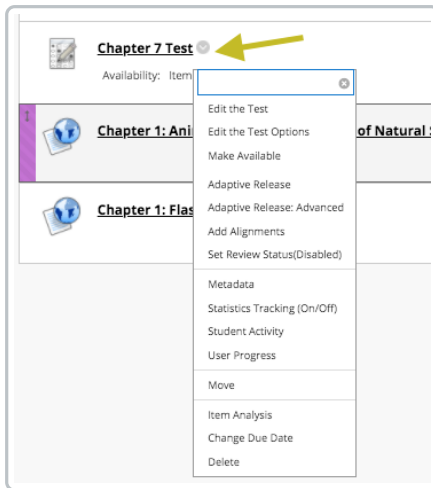 Chapter 7 Test
Availability: Item
Edit the Test
Chapter 1: Ani
Edit the Test Options
of Natural
Make Available
Adaptive Release
Chapter 1: Flas
Adaptive Release: Advanced
Add Alignments
Set Review Status(Disabled)
Metadata
Statistics Tracking (On/Off)
Student Activity
User Progress
Move
Item Analysis
Change Due Date
Delete